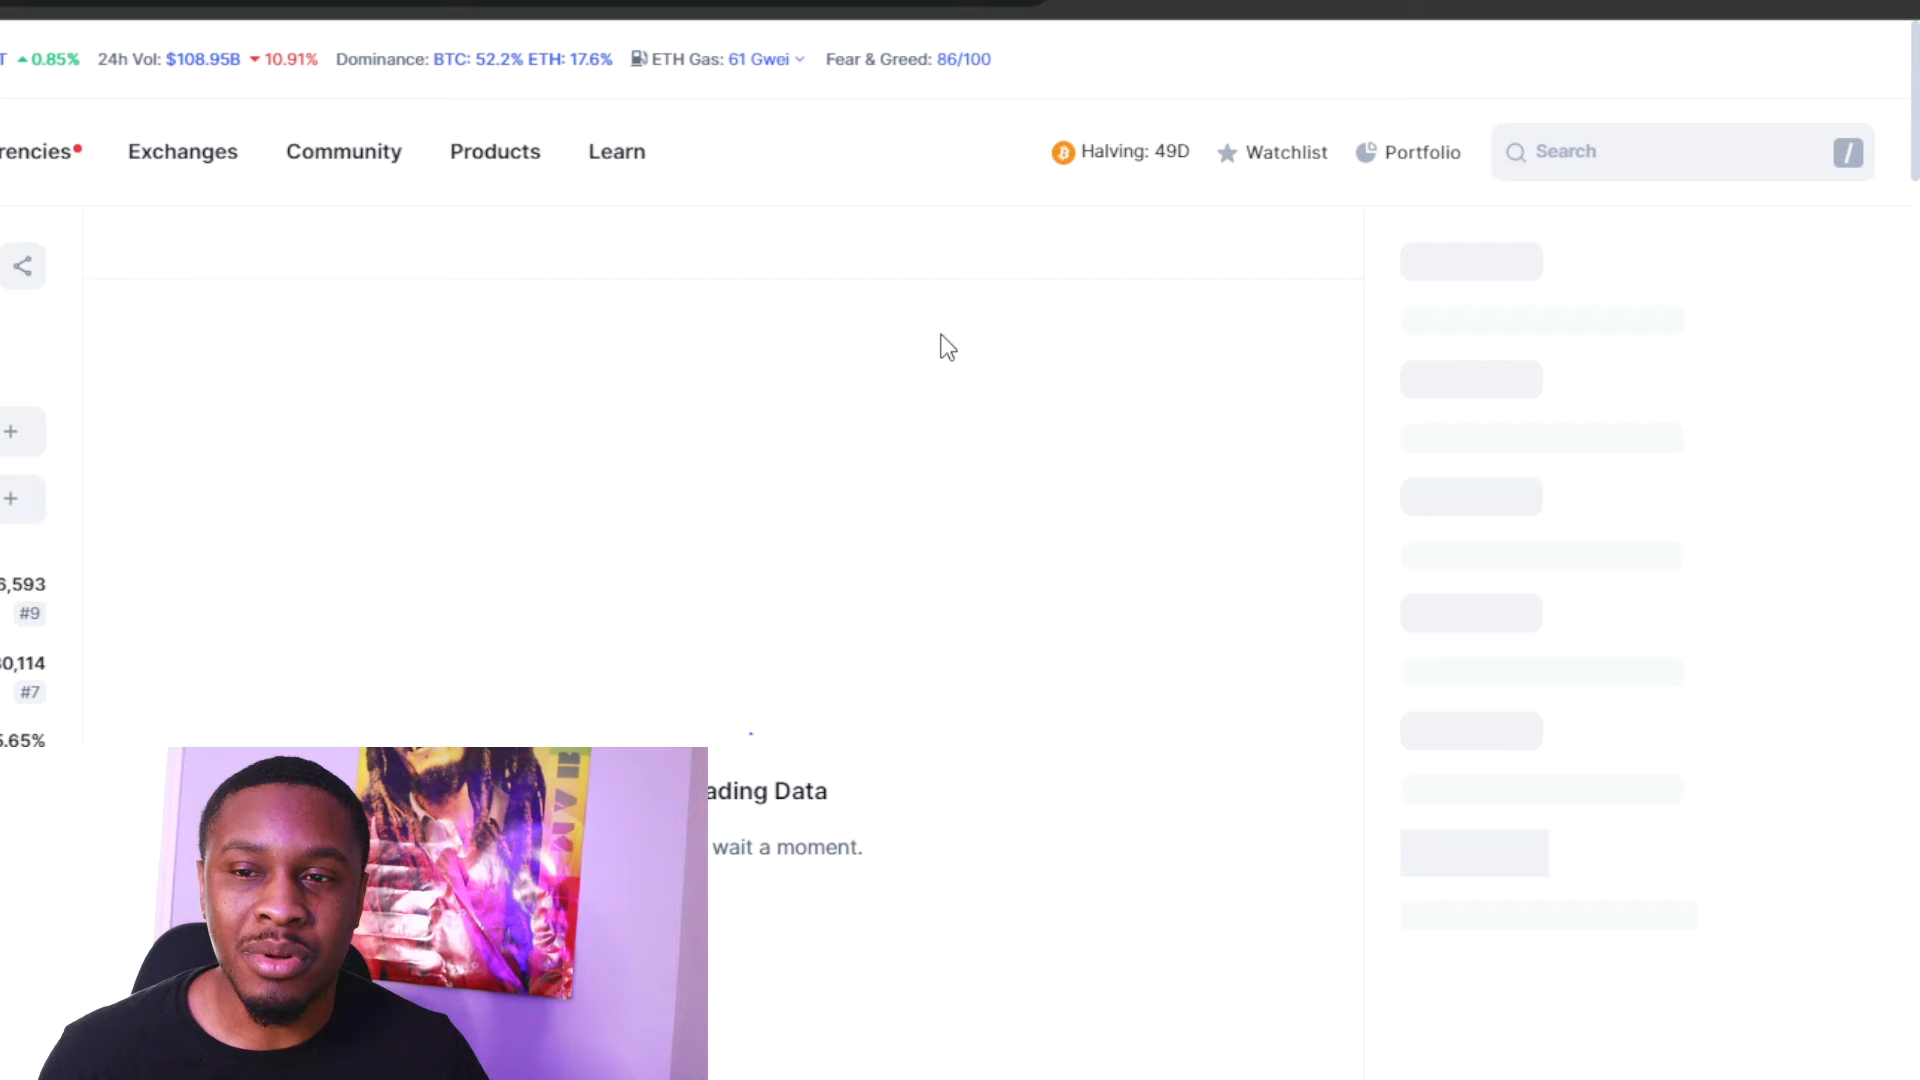 T 0.85% 24h Vol: $108.95B 10.91% Dominance: BTC: 52.2% ETH: 17.6% ETH Gas: 61 Gwei Fear & Greed: 86/100
rencies Exchanges Community Products Learn Halving: 49D Watchlist Portfolio Search /
6,593
#9
30,114
#7
5.65%
ading Data
wait a moment.